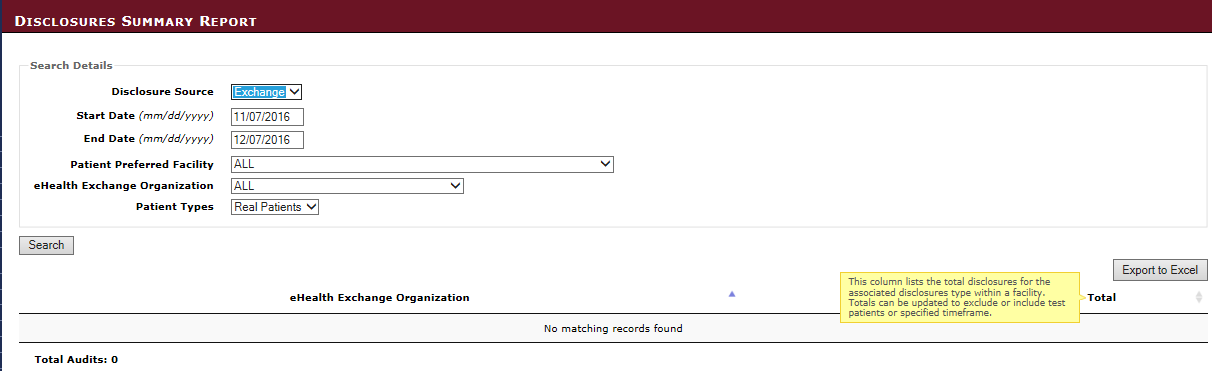 DISCLOSURES SUMMARY REPORT
Search Details
Disclosure Source Exchange
Start Date (mm/dd/yyyy) 11/07/2016
End Date (mm/dd/yyyy) 12/07/2016
Patient Preferred Facility ALL
eHealth Exchange Organization ALL
Patient Types Real Patients
Search
Export to Excel
This column lists the total disclosures for the
associated disclosures type within a facility.
Totals can be updated to exclude or include test
patients or specified timeframe.
eHealth Exchange Organization Total
No matching records found
Total Audits: 0